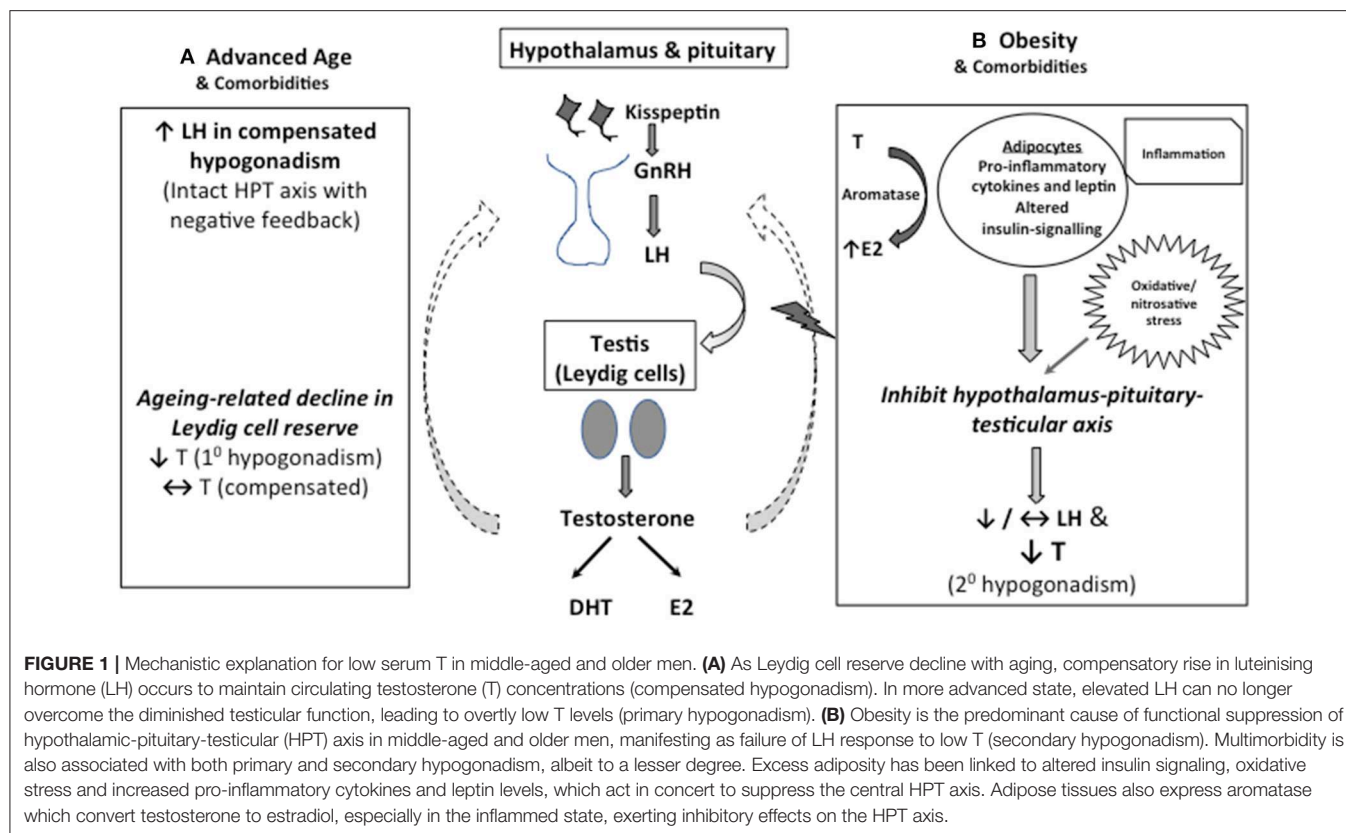 A Advanced Age
& Comorbidities
↑ LH in compensated
hypogonadism
(Intact HPT axis with
negative feedback)
Ageing-related decline in
Leydig cell reserve
↓ T (1⁰ hypogonadism)
↔ T (compensated)
Hypothalamus & pituitary
Kisspeptin
GnRH
LH
Testis
(Leydig cells)
Testosterone
DHT E2
B Obesity
& Comorbidities
T
Aromatase
↑E2
Adipocytes
Pro-inflammatory
cytokines and leptin
Altered
insulin-signalling
Inflammation
Oxidative/
nitrosative
stress
Inhibit hypothalamus-pituitary-
testicular axis
↓ / ↔ LH &
↓ T
(2⁰ hypogonadism)
FIGURE 1 | Mechanistic explanation for low serum T in middle-aged and older men. (A) As Leydig cell reserve decline with aging, compensatory rise in luteinising
hormone (LH) occurs to maintain circulating testosterone (T) concentrations (compensated hypogonadism). In more advanced state, elevated LH can no longer
overcome the diminished testicular function, leading to overtly low T levels (primary hypogonadism). (B) Obesity is the predominant cause of functional suppression of
hypothalamic-pituitary-testicular (HPT) axis in middle-aged and older men, manifesting as failure of LH response to low T (secondary hypogonadism). Multimorbidity is
also associated with both primary and secondary hypogonadism, albeit to a lesser degree. Excess adiposity has been linked to altered insulin signaling, oxidative
stress and increased pro-inflammatory cytokines and leptin levels, which act in concert to suppress the central HPT axis. Adipose tissues also express aromatase
which convert testosterone to estradiol, especially in the inflammed state, exerting inhibitory effects on the HPT axis.